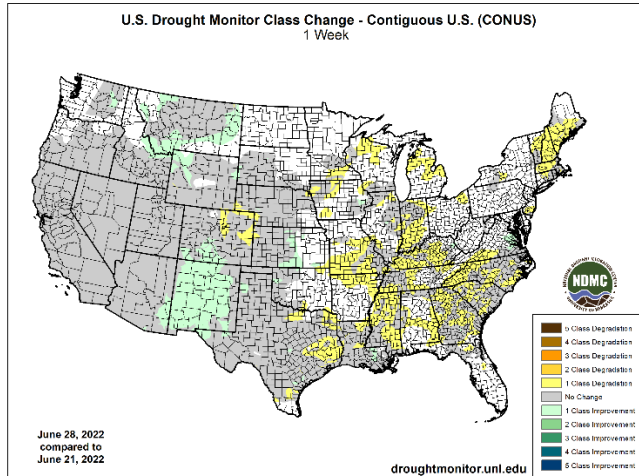 U.S. Drought Monitor Class Change - Contiguous U.S. (CONUS)
1 Week
NDMC
5 Class Degradation
4 Class Degradation
3 Class Degradation
2 Class Degradation
1 Class Degradation
No Change
1 Class Improvement
2 Class Improvement
3 Class Improvement
4 Class Improvement
5 Class Improvement
June 28, 2022
compared to
June 21, 2022
droughtmonitor.unl.edu